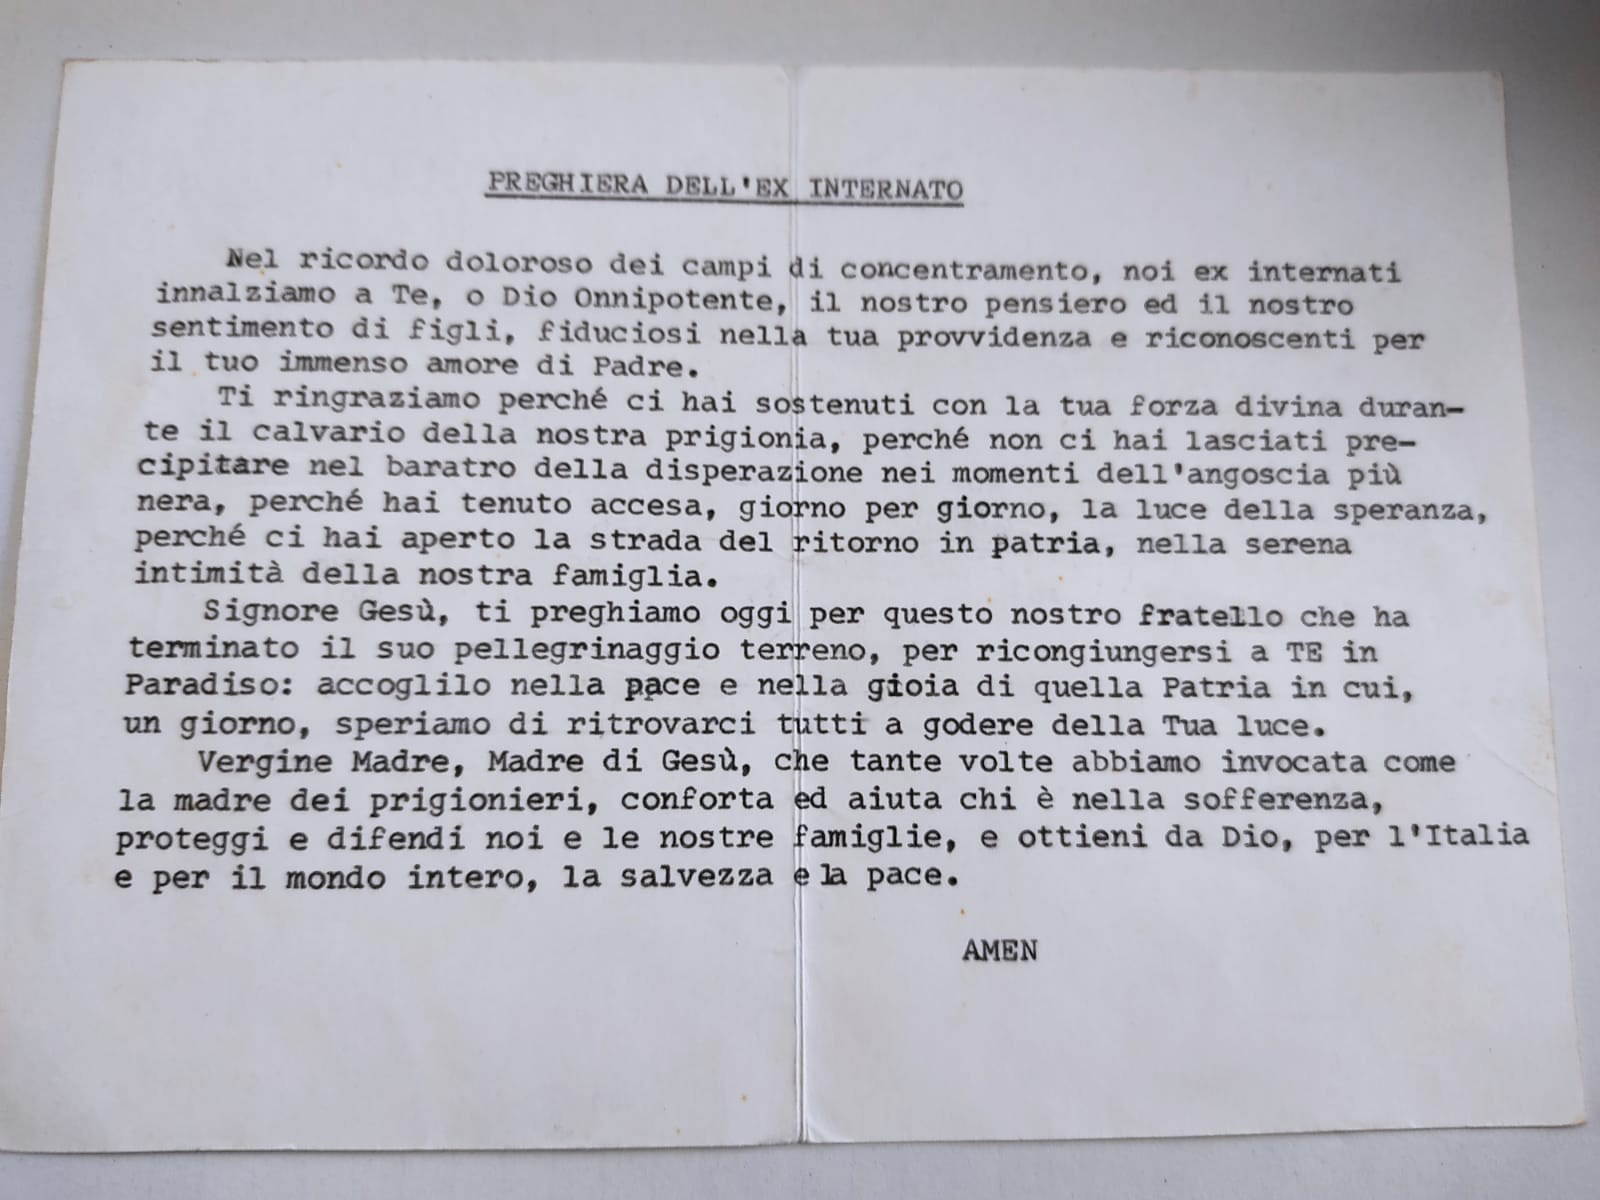 PREGHIERA DELL'EX INTERNATO
Nel ricordo doloroso dei campi di concentramento, noi ex internati
innalziamo a Te, o Dio Onnipotente, il nostro pensiero ed il nostro
sentimento di figli, fiduciosi nella tua provvidenza e riconoscenti per
il tuo immenso amore di Padre.
Ti ringraziamo perché ci hai sostenuti con la tua forza divina duran-
te il calvario della nostra prigionia, perché non ci hai lasciati pre-
cipitare nel baratro della disperazione nei momenti dell'angoscia più
nera, perché hai tenuto accesa, giorno per giorno, la luce della speranza,
perché ci hai aperto la strada del ritorno in patria, nella serena
intimità della nostra famiglia.
Signore Gesù, ti preghiamo oggi per questo nostro fratello che ha
terminato il suo pellegrinaggio terreno, per ricongiungersi a TE in
Paradiso: accoglilo nella pace e nella gioia di quella Patria in cui,
un giorno, speriamo di ritrovarci tutti a godere della Tua luce.
Vergine Madre, Madre di Gesù, che tante volte abbiamo invocata come
la madre dei prigionieri, conforta ed aiuta chi è nella sofferenza,
proteggi e difendi noi e le nostre famiglie, e ottieni da Dio, per l'Italia
e per il mondo intero, la salvezza e la pace.
AMEN